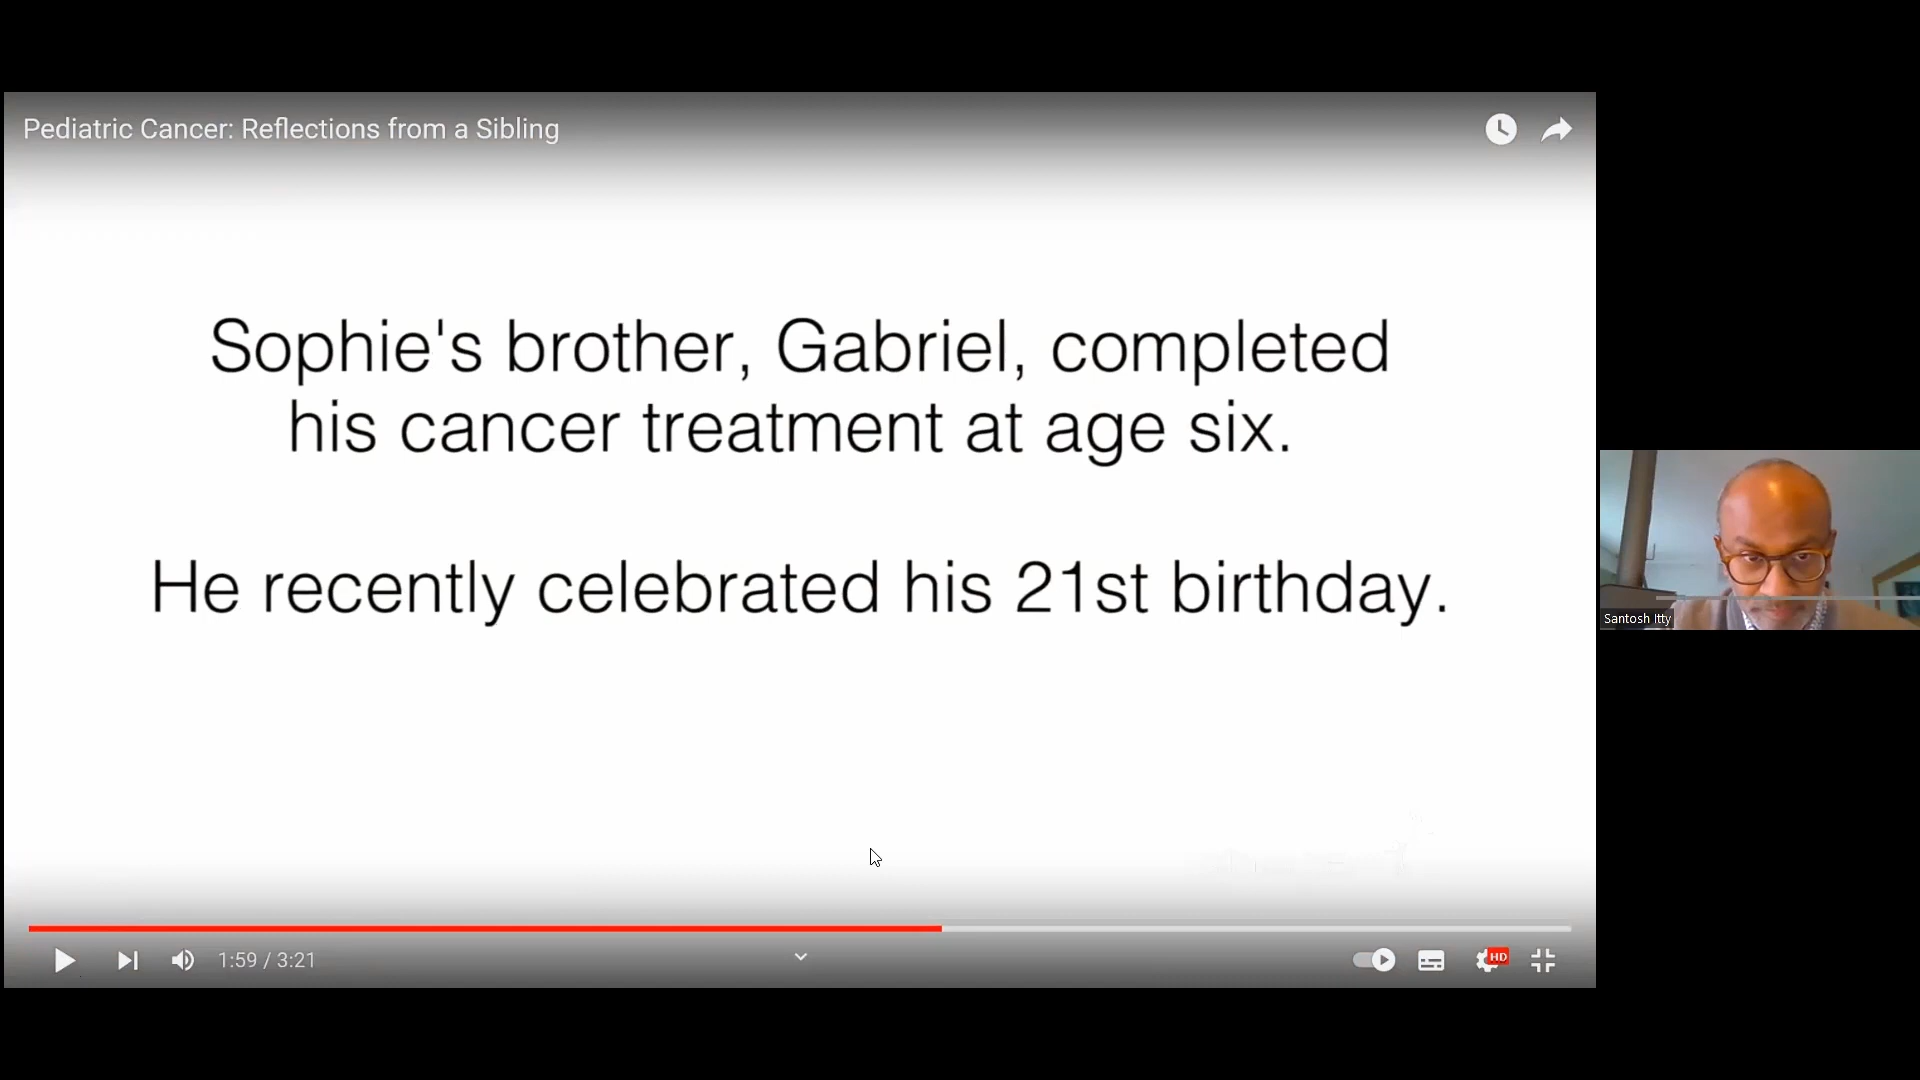 Pediatric Cancer: Reflections from a Sibling
Sophie's brother, Gabriel, completed
his cancer treatment at age six.
He recently celebrated his 21st birthday.
1:59 / 3:21
HD
Santosh Itty